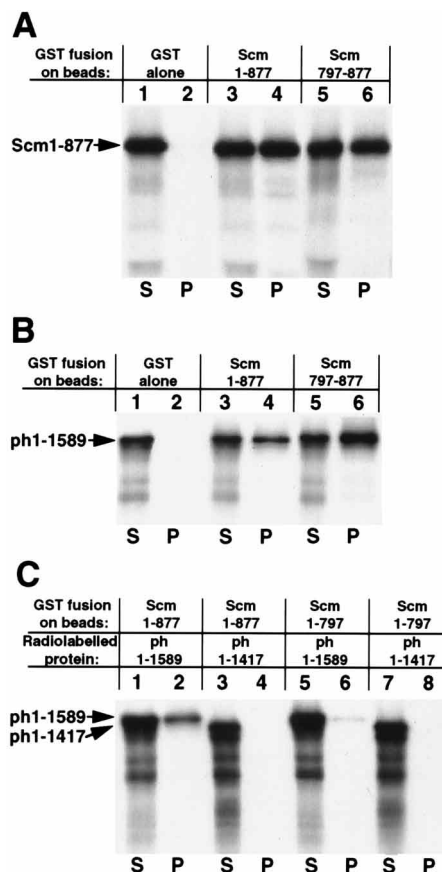 A
GST fusion on beads: GST alone Scm 1-877 Scm 797-877
1 2 3 4 5 6
Scm1-877
S P S P S P
B
GST fusion on beads: GST alone Scm 1-877 Scm 797-877
1 2 3 4 5 6
ph1-1589
S P S P S P
C
GST fusion on beads: Scm 1-877 Scm 1-877 Scm 1-797 Scm 1-797
Radiolabelled protein: ph 1-1589 ph 1-1417 ph 1-1589 ph 1-1417
1 2 3 4 5 6 7 8
ph1-1589
ph1-1417
S P S P S P S P